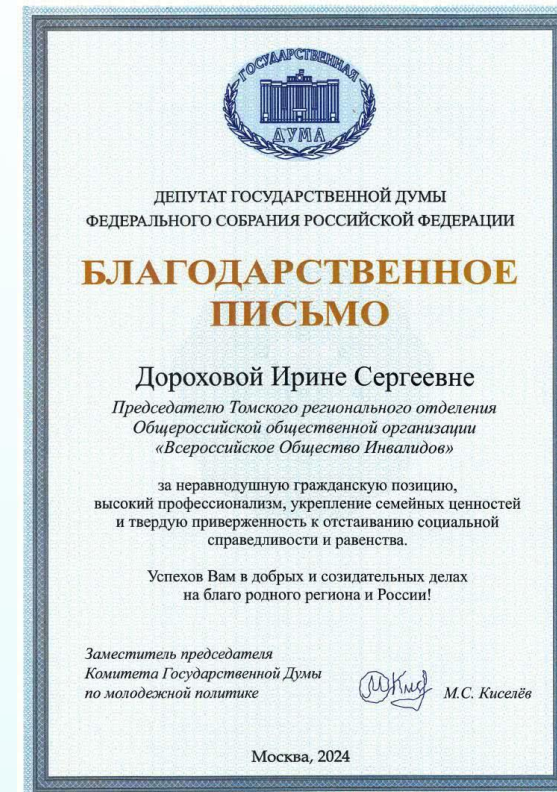 ГОСУДАРСТВЕННАЯ
ДУМА
ДЕПУТАТ ГОСУДАРСТВЕННОЙ ДУМЫ
ФЕДЕРАЛЬНОГО СОБРАНИЯ РОССИЙСКОЙ ФЕДЕРАЦИИ
БЛАГОДАРСТВЕННОЕ
ПИСЬМО
Дороховой Ирине Сергеевне
Председателю Томского регионального отделения
Общероссийской общественной организации
«Всероссийское Общество Инвалидов»
за неравнодушную гражданскую позицию,
высокий профессионализм, укрепление семейных ценностей
и твердую приверженность к отстаиванию социальной
справедливости и равенства.
Успехов Вам в добрых и созидательных делах
на благо родного региона и России!
Заместитель председателя
Комитета Государственной Думы
по молодежной политике
М.С. Киселёв
Москва, 2024